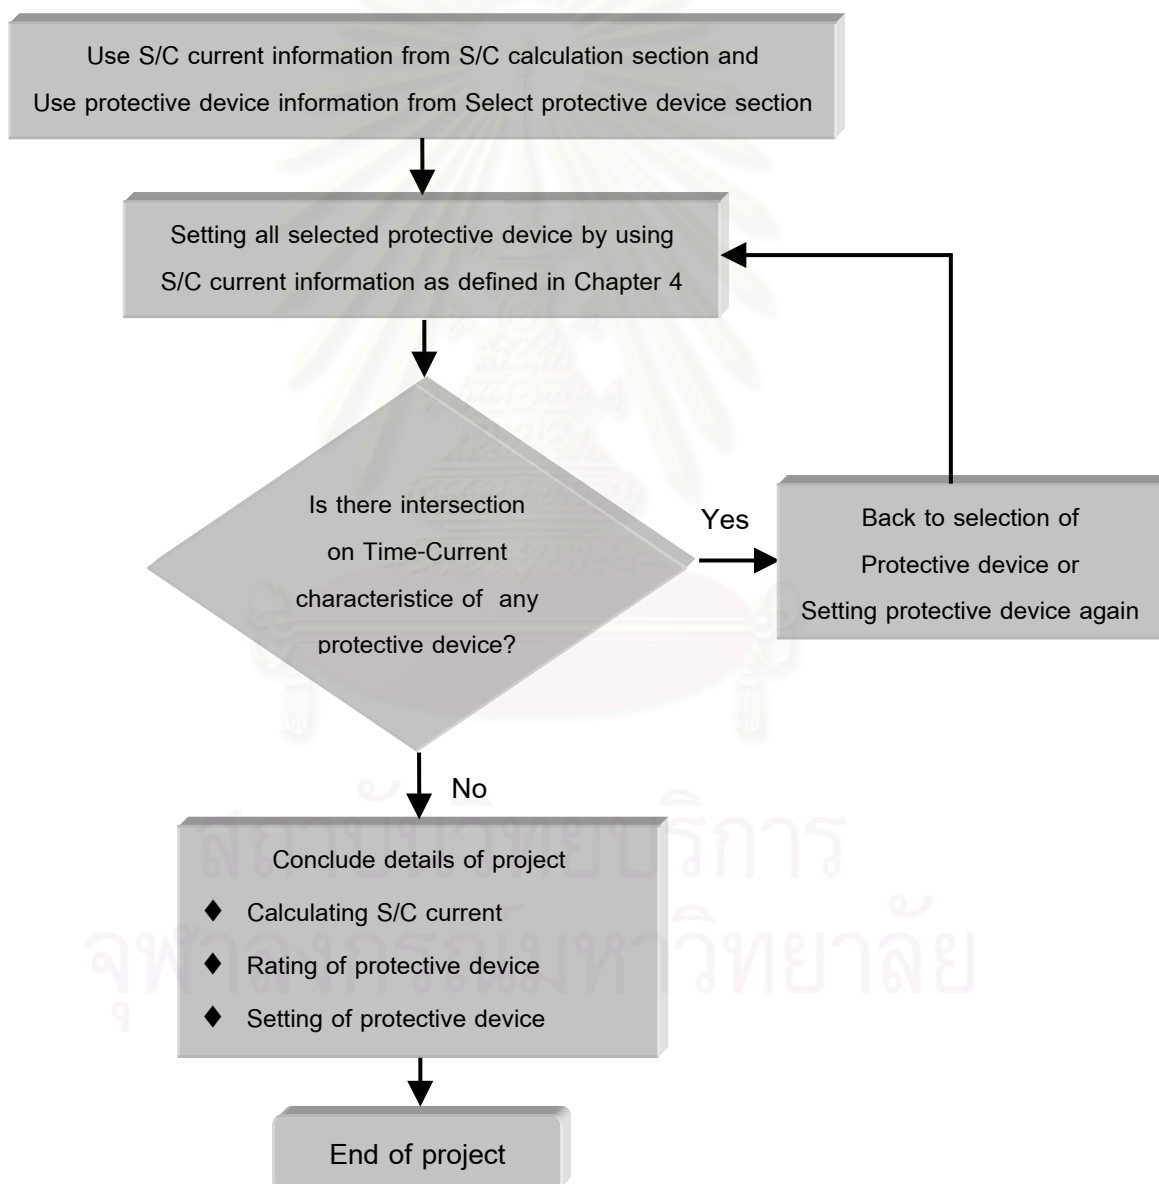 Use S/C current information from S/C calculation section and
Use protective device information from Select protective device section
Setting all selected protective device by using
S/C current information as defined in Chapter 4
Is there intersection
on Time-Current
characteristice of any
protective device?
Yes
Back to selection of
Protective device or
Setting protective device again
No
Conclude details of project
♦ Calculating S/C current
♦ Rating of protective device
♦ Setting of protective device
End of project
สถาบันวิทยบริการ
จุฬาลงกรณ์มหาวิทยาลัย